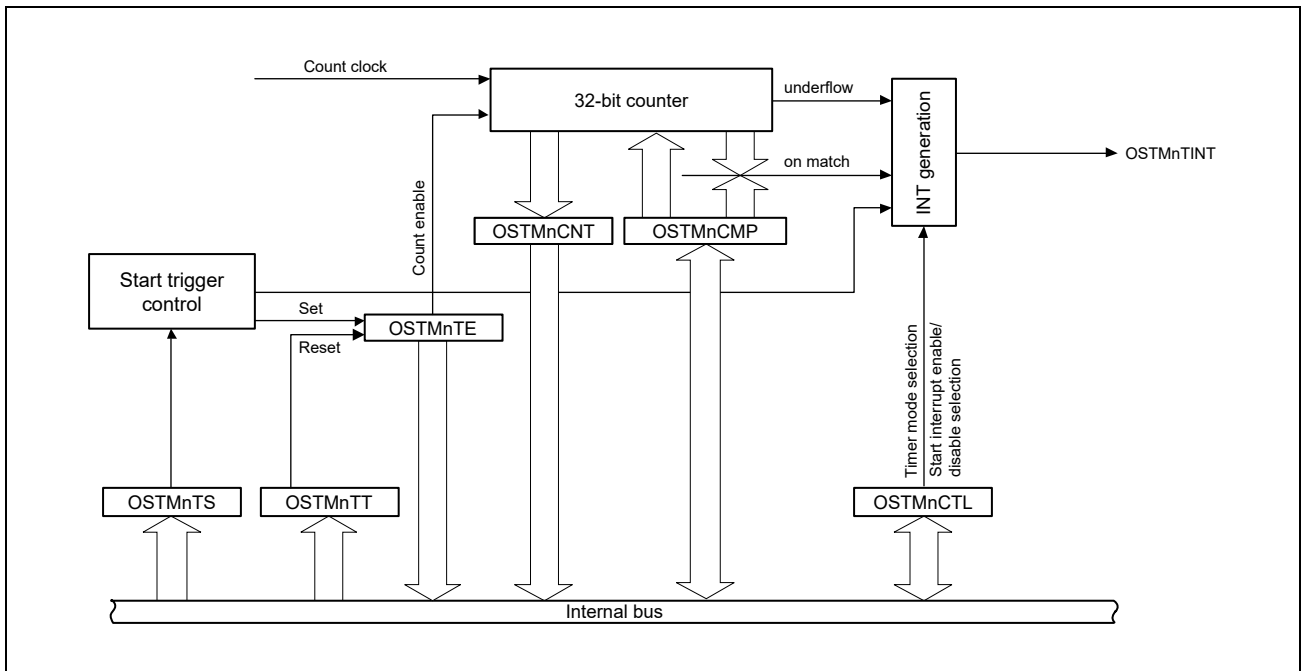 Count clock
32-bit counter
underflow
INT generation
OSTMnTINT
on match
Count enable
OSTMnCNT
OSTMnCMP
Start trigger
control
Set
OSTMnTE
Reset
Timer mode selection
Start interrupt enable/
disable selection
OSTMnTS
OSTMnTT
OSTMnCTL
Internal bus